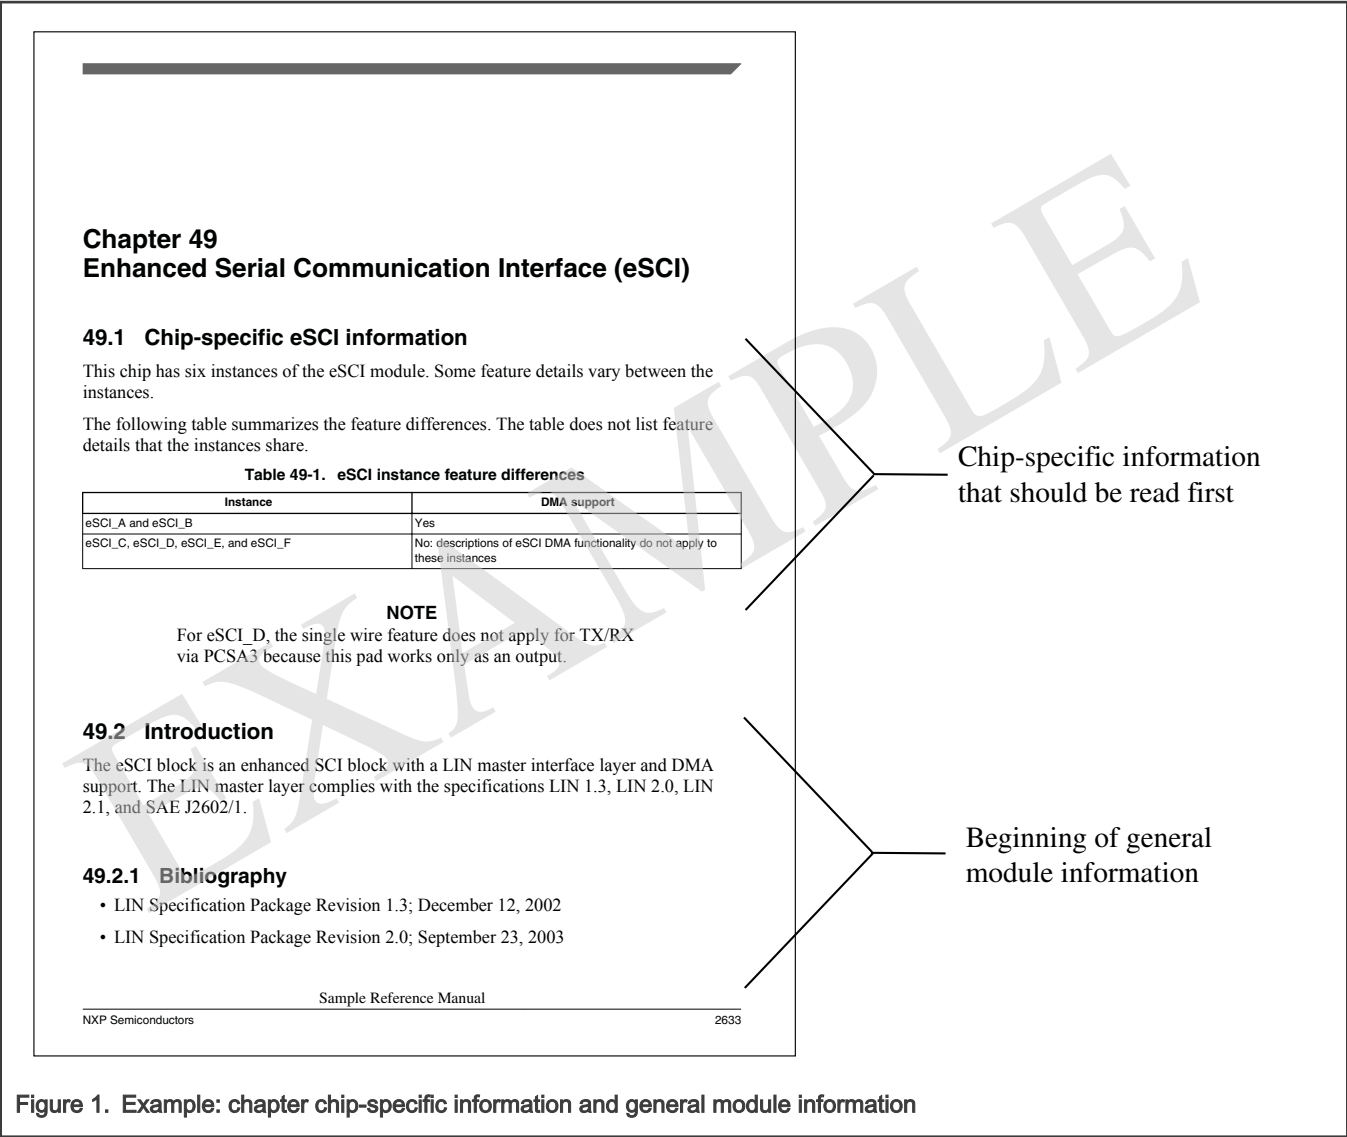 Chapter 49
Enhanced Serial Communication Interface (eSCI)
49.1 Chip-specific eSCI information
This chip has six instances of the eSCI module. Some feature details vary between the
instances.
The following table summarizes the feature differences. The table does not list feature
details that the instances share.
Table 49-1. eSCI instance feature differences
Instance DMA support
eSCI_A and eSCI_B Yes
eSCI_C, eSCI_D, eSCI_E, and eSCI_F No: descriptions of eSCI DMA functionality do not apply to
these instances
NOTE
For eSCI_D, the single wire feature does not apply for TX/RX
via PCSA3 because this pad works only as an output.
49.2 Introduction
The eSCI block is an enhanced SCI block with a LIN master interface layer and DMA
support. The LIN master layer complies with the specifications LIN 1.3, LIN 2.0, LIN
2.1, and SAE J2602/1.
49.2.1 Bibliography
• LIN Specification Package Revision 1.3; December 12, 2002
• LIN Specification Package Revision 2.0; September 23, 2003
Sample Reference Manual
NXP Semiconductors 2633
EXAMPLE
Chip-specific information
that should be read first
Beginning of general
module information
Figure 1. Example: chapter chip-specific information and general module information